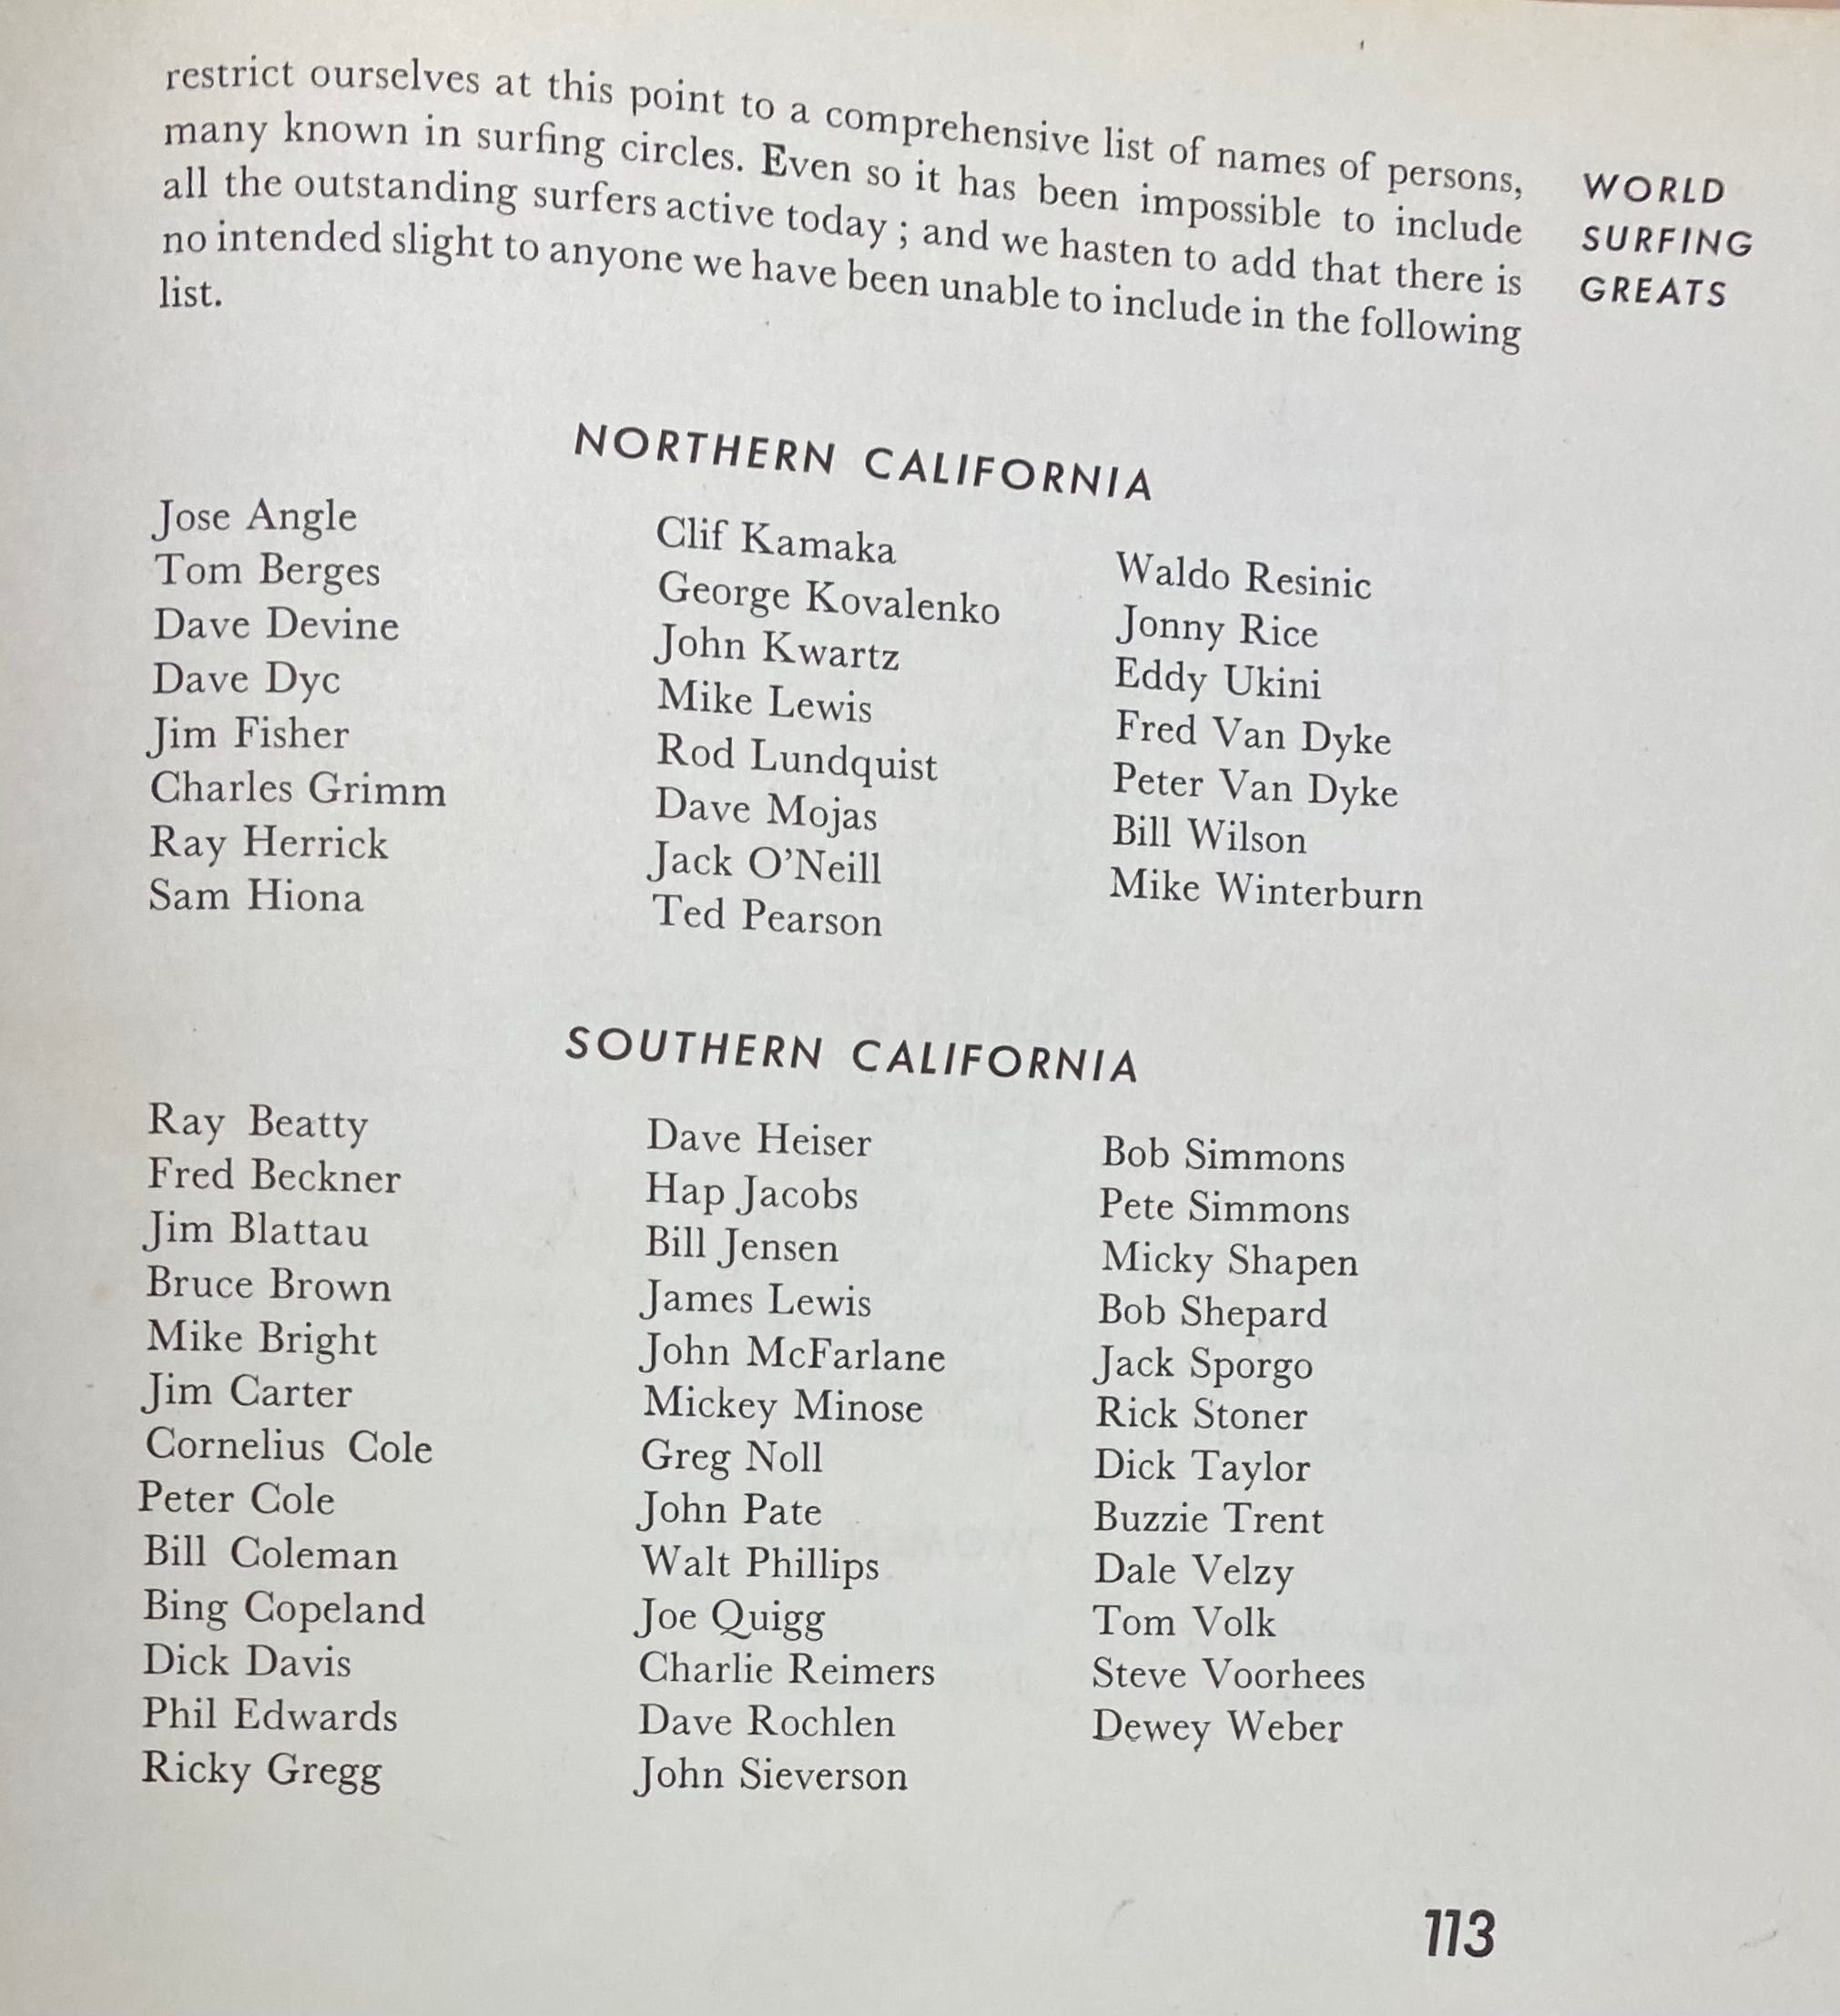 restrict ourselves at this point to a comprehensive list of names of persons,
many known in surfing circles. Even so it has been impossible to include
all the outstanding surfers active today ; and we hasten to add that there is
no intended slight to anyone we have been unable to include in the following
list.
WORLD
SURFING
GREATS
NORTHERN CALIFORNIA
Jose Angle
Tom Berges
Dave Devine
Dave Dyc
Jim Fisher
Charles Grimm
Ray Herrick
Sam Hiona
Clif Kamaka
George Kovalenko
John Kwartz
Mike Lewis
Rod Lundquist
Dave Mojas
Jack O'Neill
Ted Pearson
Waldo Resinic
Jonny Rice
Eddy Ukini
Fred Van Dyke
Peter Van Dyke
Bill Wilson
Mike Winterburn
SOUTHERN CALIFORNIA
Ray Beatty
Fred Beckner
Jim Blattau
Bruce Brown
Mike Bright
Jim Carter
Cornelius Cole
Peter Cole
Bill Coleman
Bing Copeland
Dick Davis
Phil Edwards
Ricky Gregg
Dave Heiser
Hap Jacobs
Bill Jensen
James Lewis
John McFarlane
Mickey Minose
Greg Noll
John Pate
Walt Phillips
Joe Quigg
Charlie Reimers
Dave Rochlen
John Sieverson
Bob Simmons
Pete Simmons
Micky Shapen
Bob Shepard
Jack Sporgo
Rick Stoner
Dick Taylor
Buzzie Trent
Dale Velzy
Tom Volk
Steve Voorhees
Dewey Weber
113